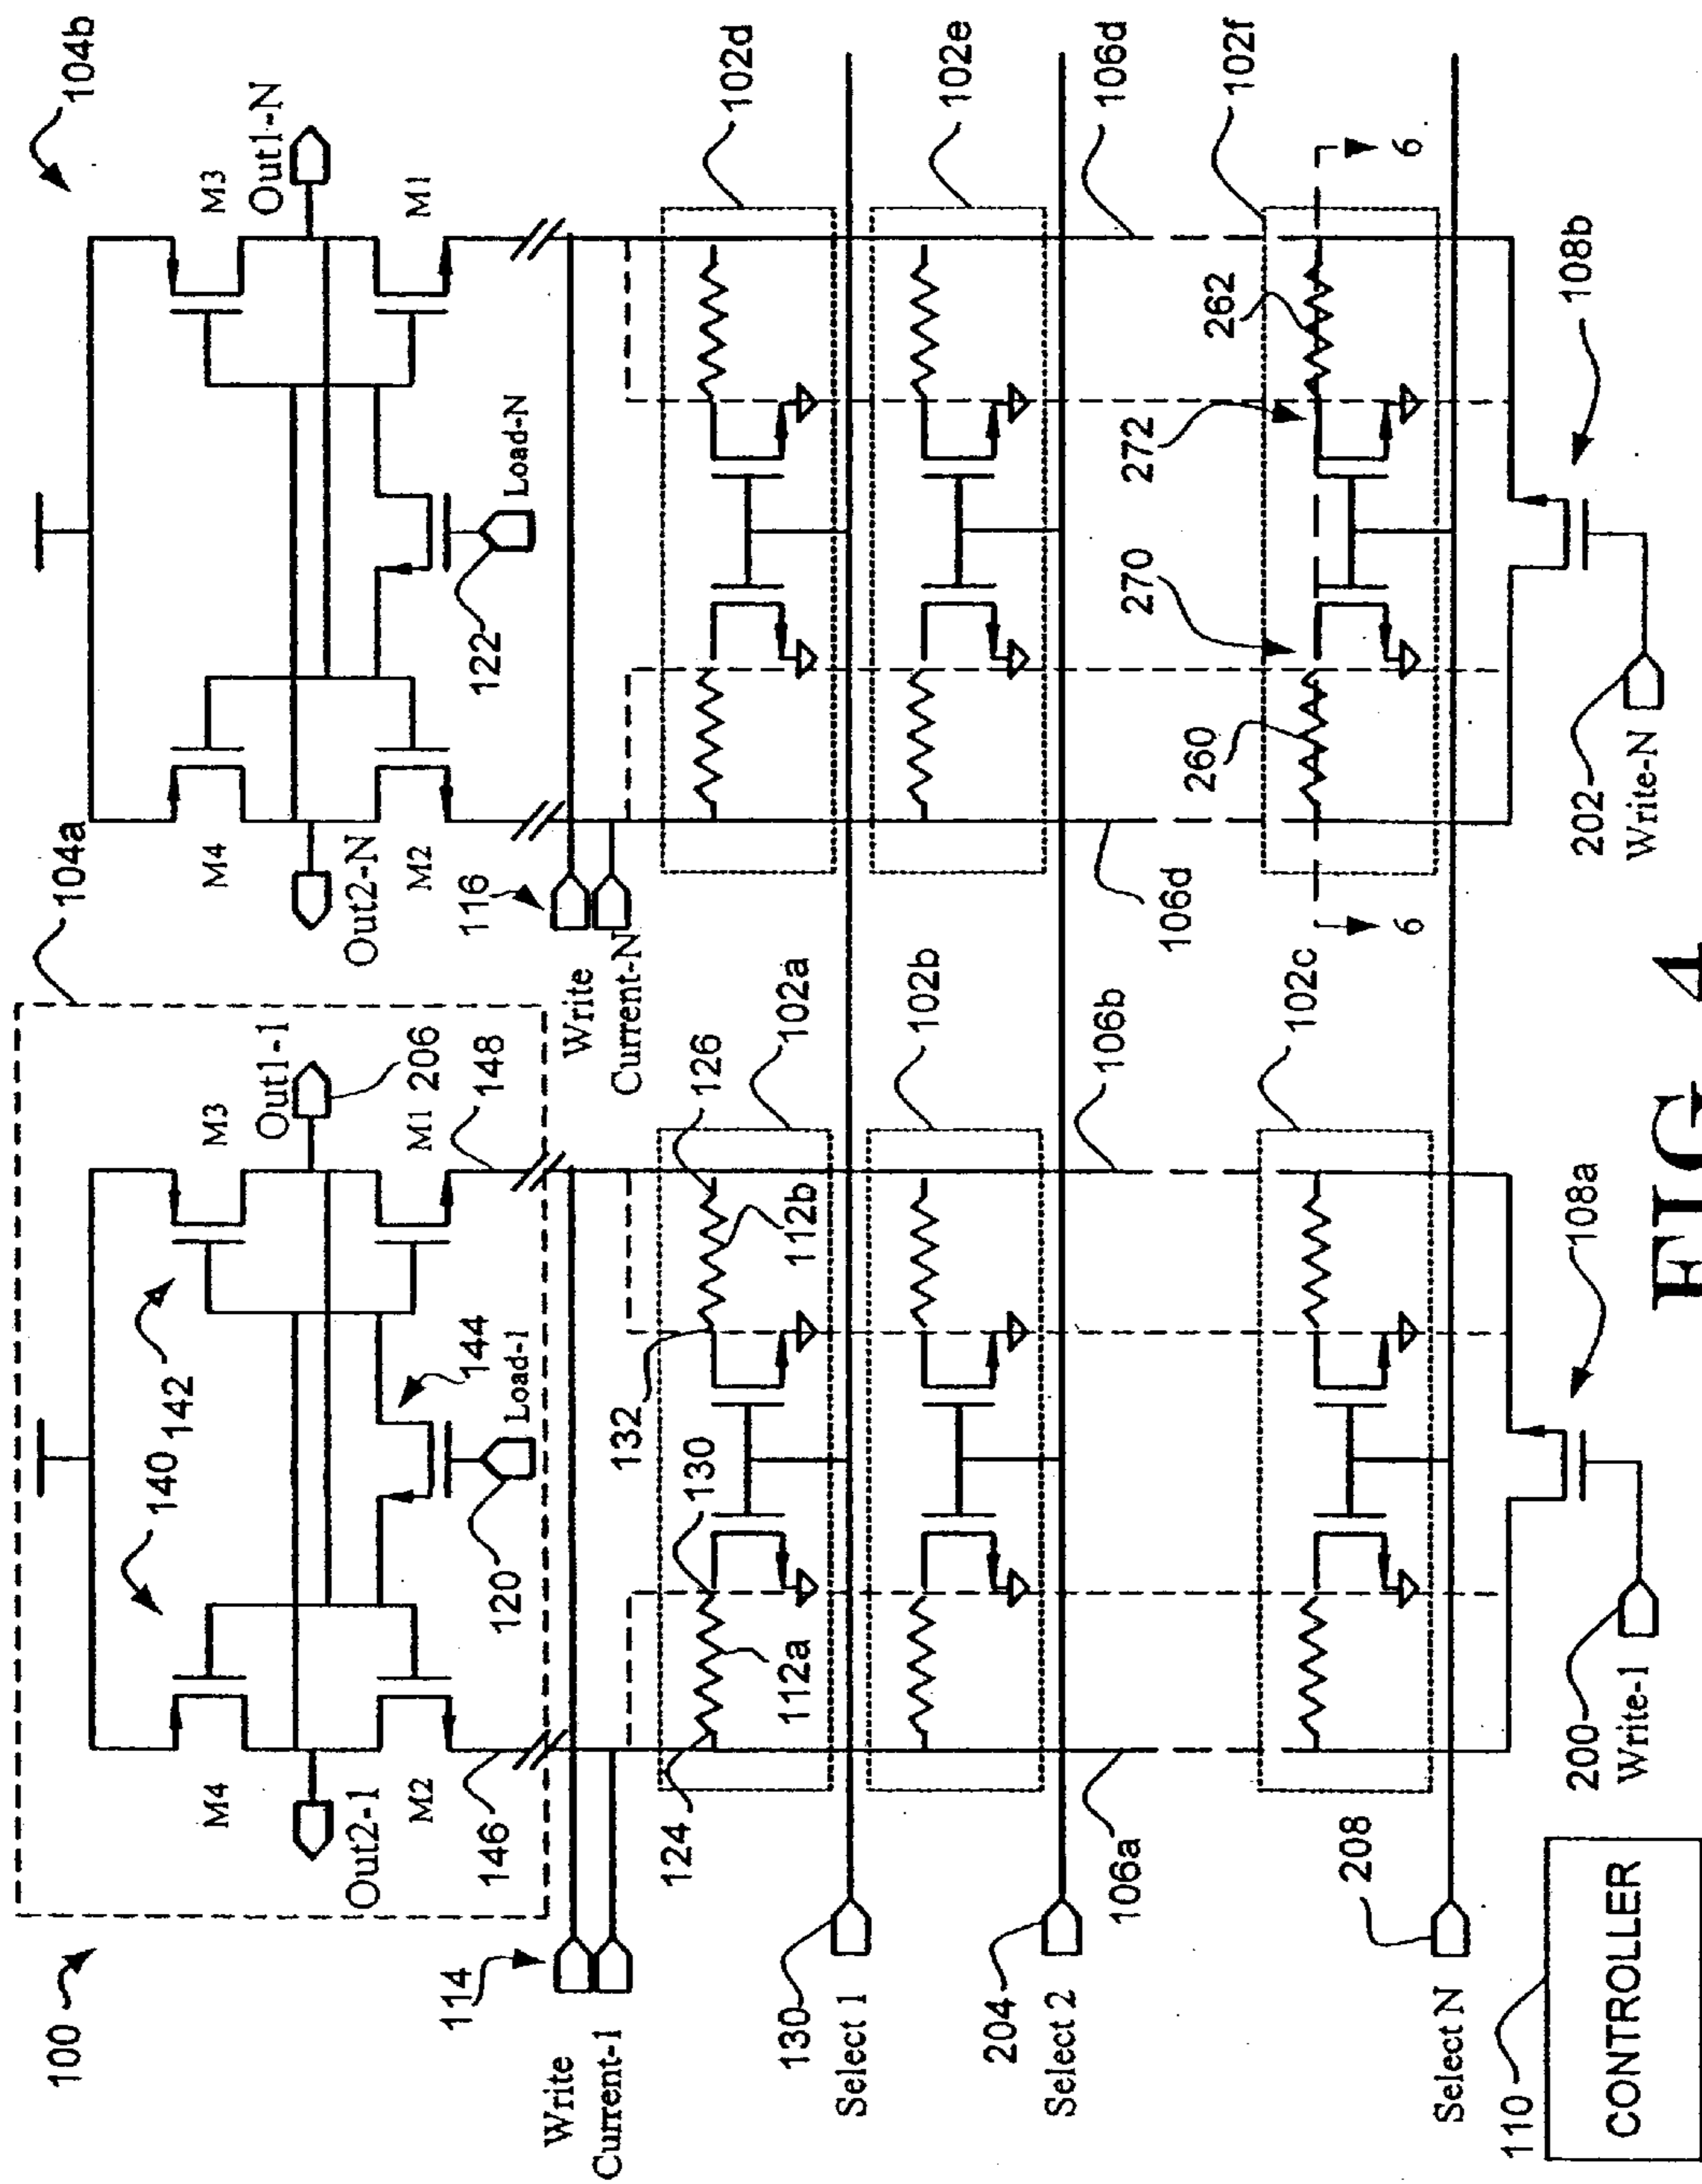 100
104a
104b
140
142
M4
M3
M4
M3
Out2-1
Out1-1
Out2-N
Out1-N
M2
M1
206
M2
M1
144
146
120
Load-1
148
122
Load-N
114
116
Write
Current-1
Write
Current-N
124
130
132
126
102a
102d
112a
112b
130
Select 1
102b
102e
204
Select 2
106a
106b
106d
106d
102c
102f
260
270
272
262
208
6
6
Select N
110
CONTROLLER
200
Write-1
108a
202
Write-N
108b
FIG 4